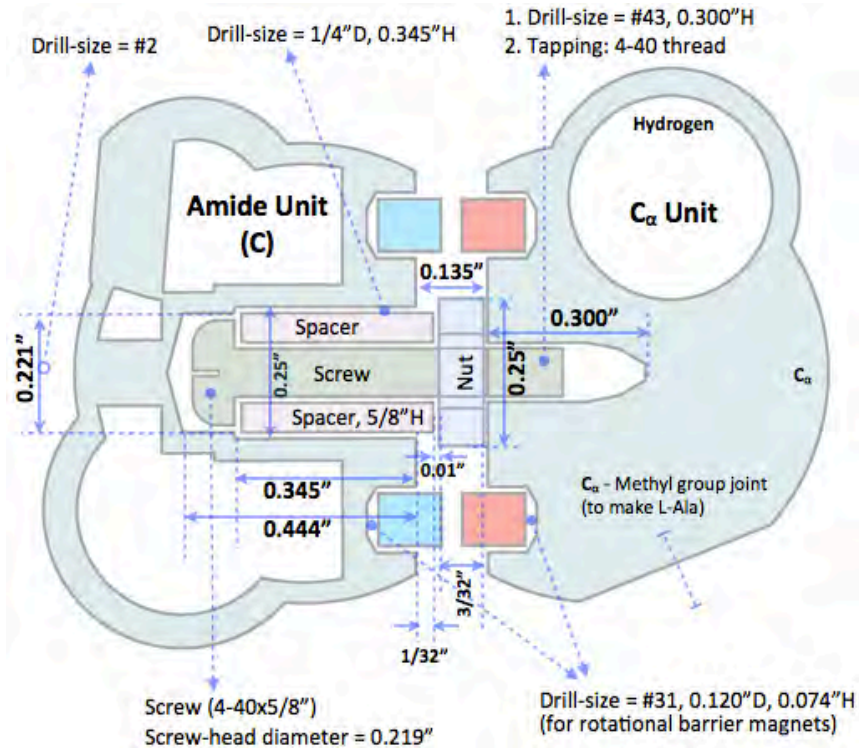 Drill-size = #2
Drill-size = 1/4”D, 0.345”H
1. Drill-size = #43, 0.300”H
2. Tapping: 4-40 thread
Hydrogen
Amide Unit
(C)
Cα Unit
0.135”
0.300”
Spacer
0.221”
0.25”
Screw
Nut
0.25”
Cα
Spacer, 5/8”H
0.01”
0.345”
0.444”
Cα - Methyl group joint
(to make L-Ala)
3/32”
1/32”
Screw (4-40x5/8”)
Screw-head diameter = 0.219”
Drill-size = #31, 0.120”D, 0.074”H
(for rotational barrier magnets)